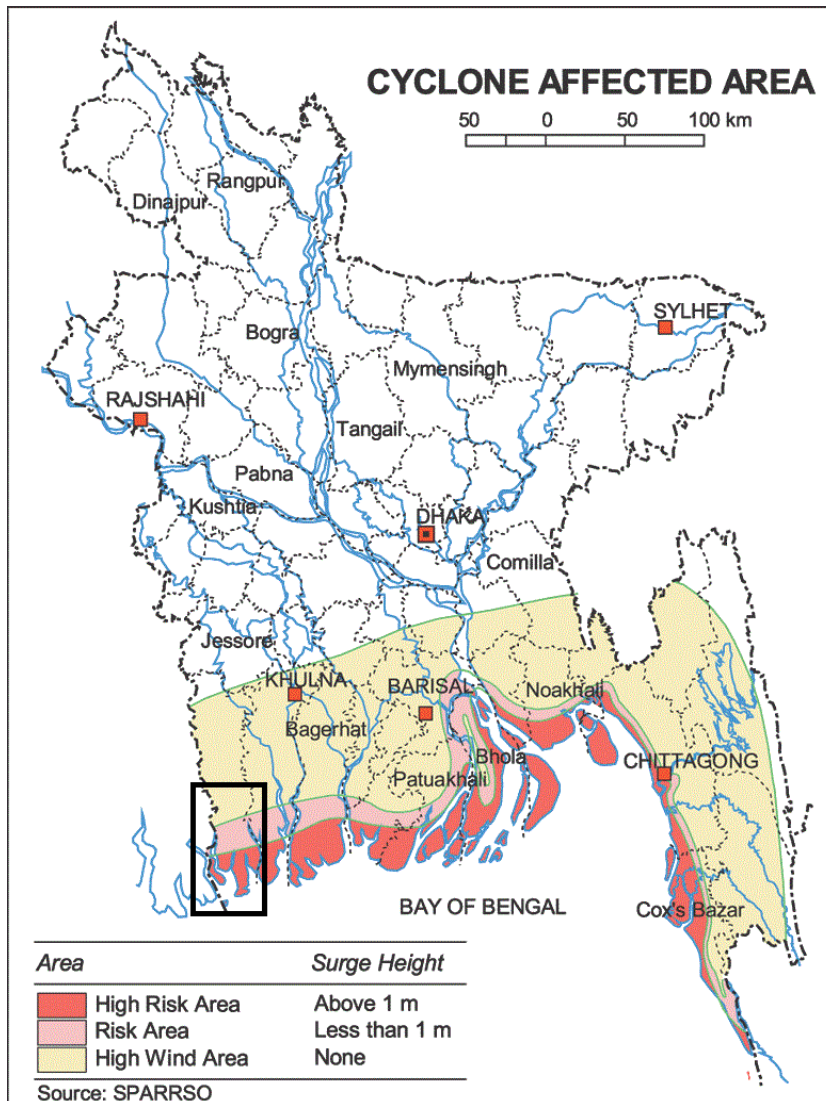 CYCLONE AFFECTED AREA
50 0 50 100 km
Rangpur
Dinajpur
SYLHET
Bogra
Mymensingh
RAJSHAHI
Tangail
Pabna
Kushtia
DHAKA
Comilla
Jessore
KHULNA
BARISAL
Noakhali
Bagerhat
Bhola
CHITTAGONG
Patuakhali
BAY OF BENGAL
Cox's Bazar
Area Surge Height
High Risk Area Above 1 m
Risk Area Less than 1 m
High Wind Area None
Source: SPARRSO